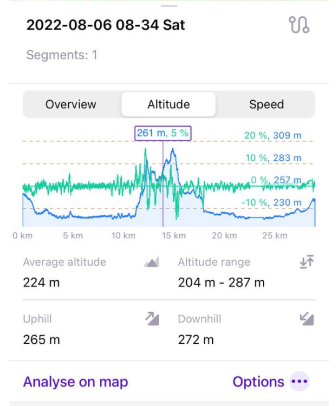 2022-08-06 08-34 Sat
Segments: 1
Overview Altitude Speed
261 m, 5 %
20 %, 309 m
10 %, 283 m
0 %, 257 m
-10 %, 230 m
0 km 5 km 10 km 15 km 20 km 25 km
Average altitude Altitude range
224 m 204 m - 287 m
Uphill Downhill
265 m 272 m
Analyse on map Options